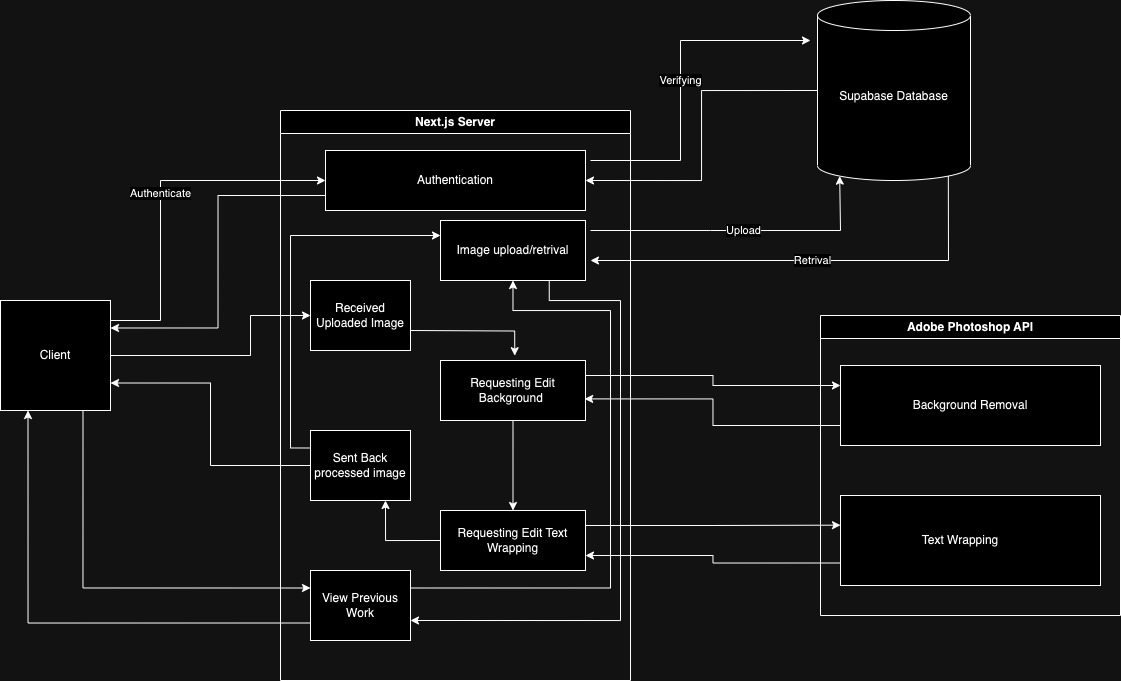 Verifying
Supabase Database
Next.js Server
Authentication
Authenticate
Image upload/retrival
Upload
Retrival
Received
Uploaded Image
Adobe Photoshop API
Client
Requesting Edit
Background
Background Removal
Sent Back
processed image
Requesting Edit Text
Wrapping
Text Wrapping
View Previous
Work